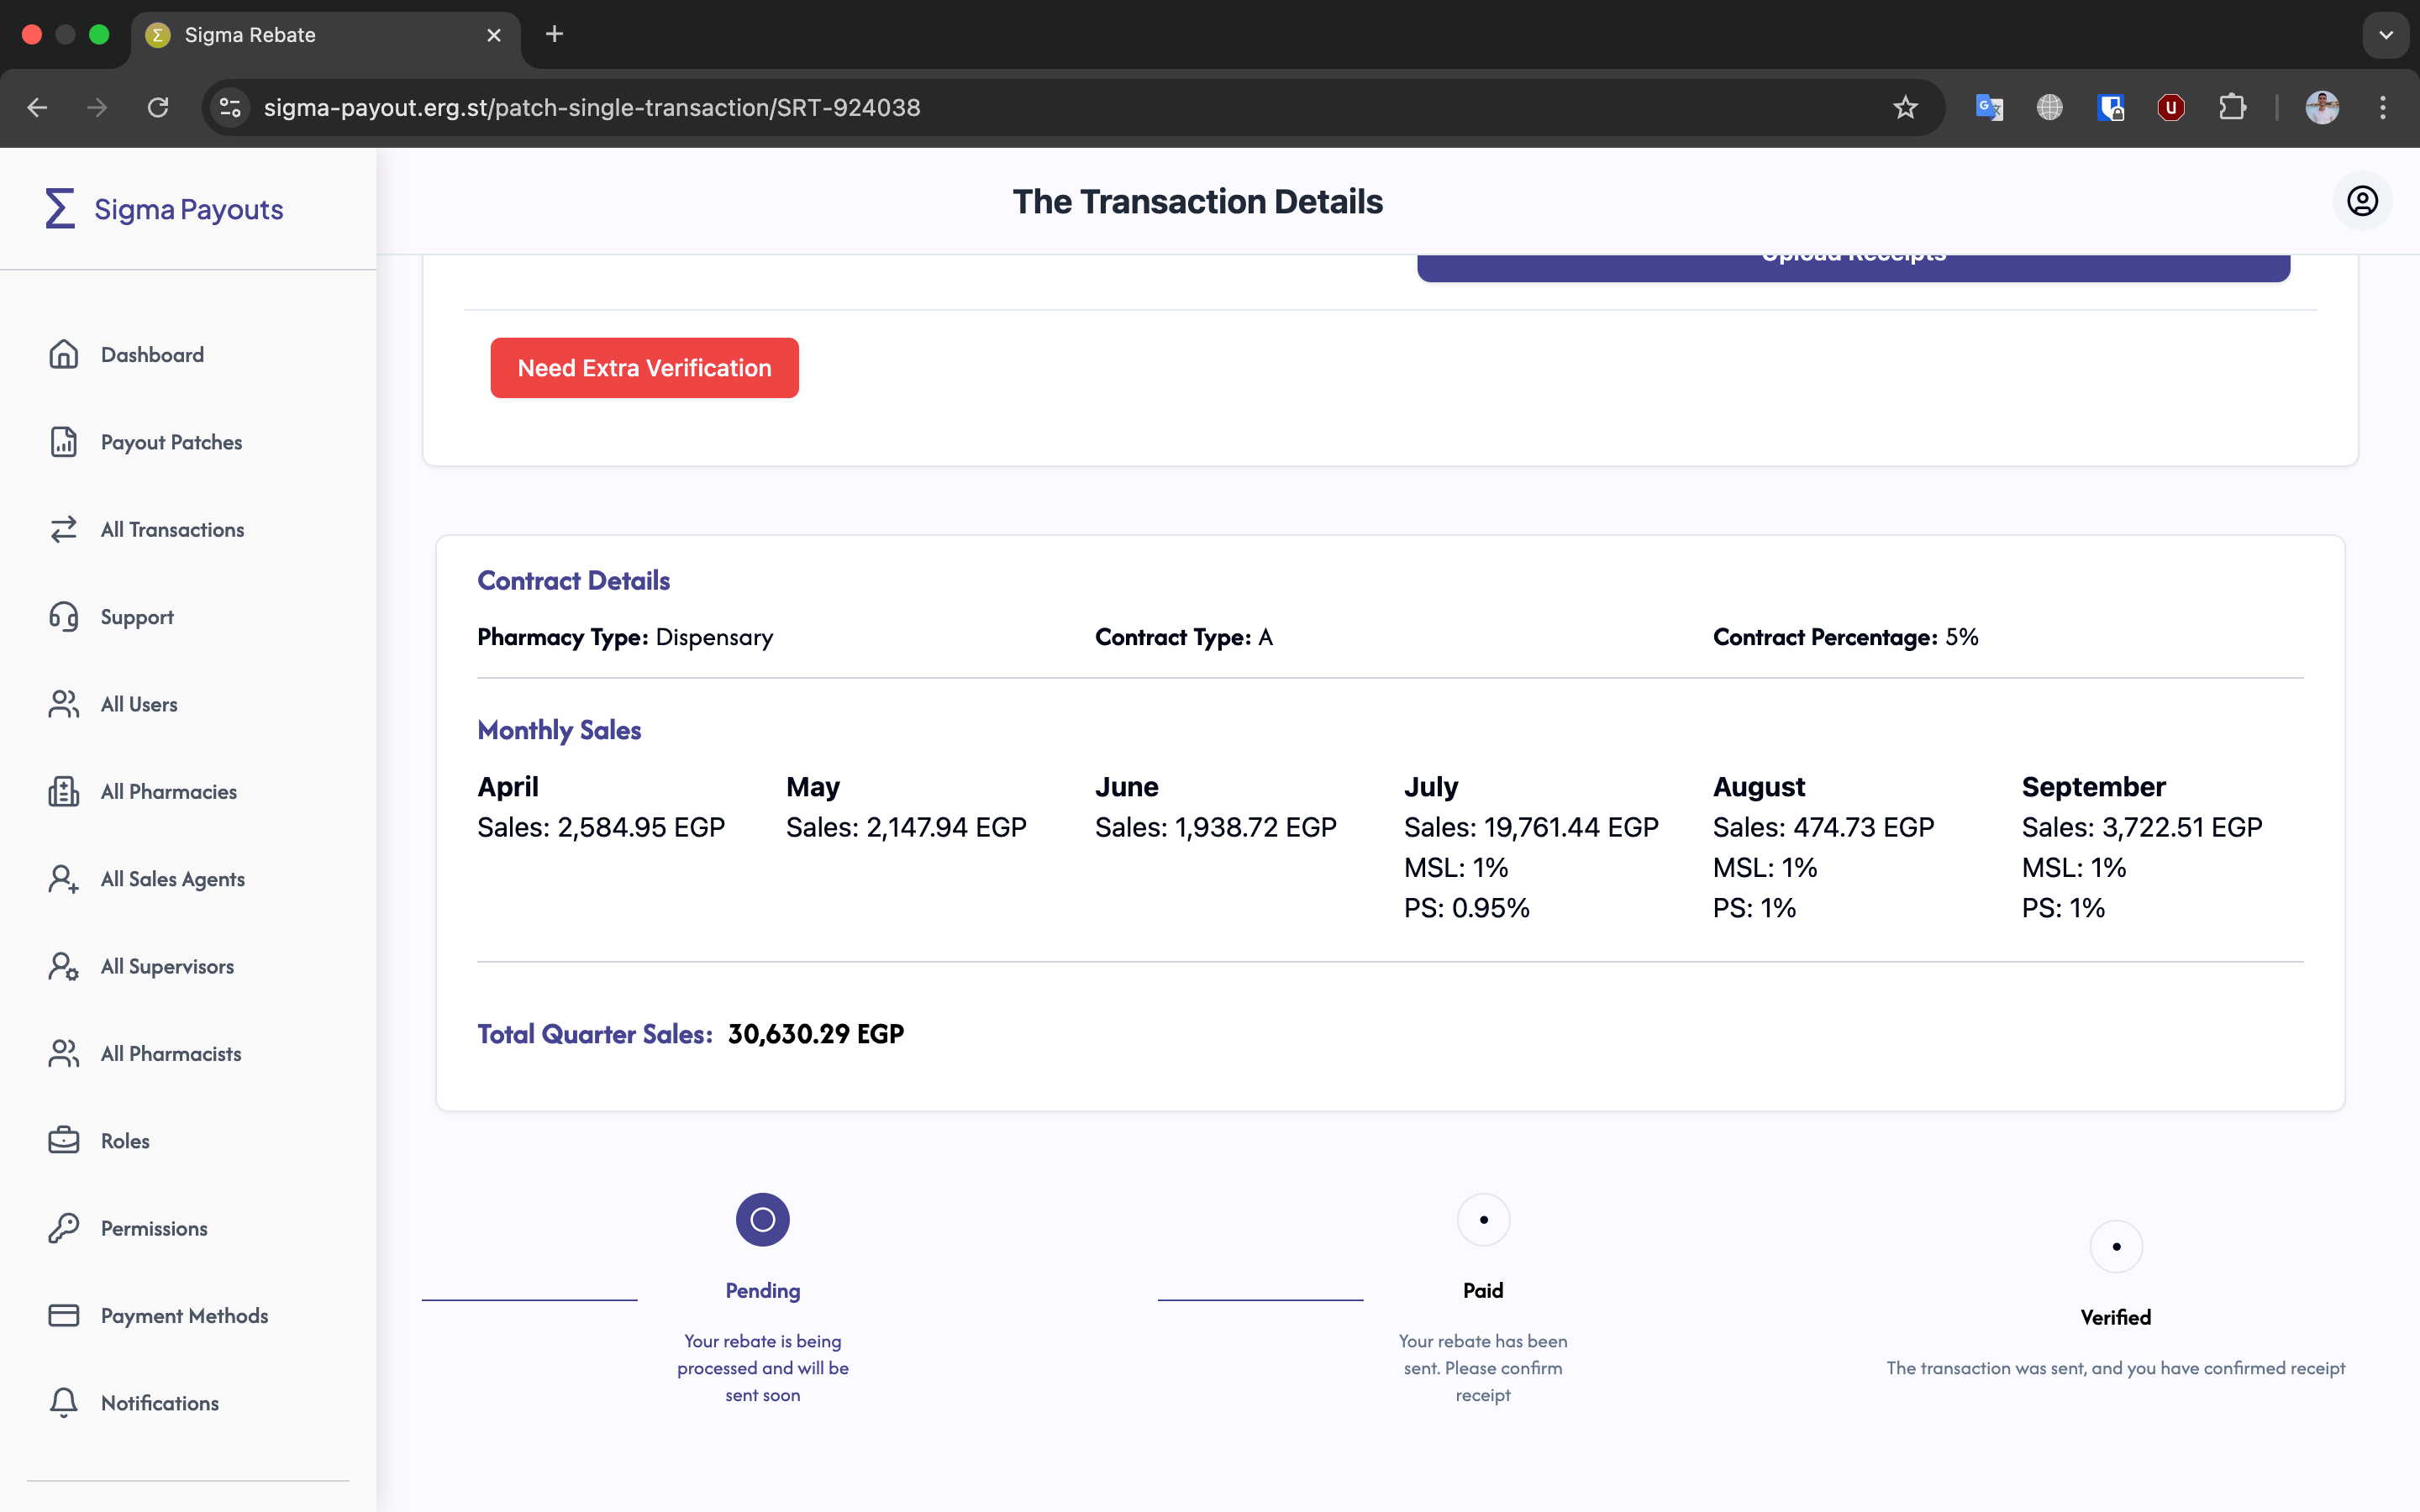 Sigma Rebate
sigma-payout.erg.st/patch-single-transaction/SRT-924038
Sigma Payouts
The Transaction Details
Dashboard
Payout Patches
All Transactions
Support
All Users
All Pharmacies
All Sales Agents
All Supervisors
All Pharmacists
Roles
Permissions
Payment Methods
Notifications
Upload Receipts
Need Extra Verification
Contract Details
Pharmacy Type: Dispensary
Contract Type: A
Contract Percentage: 5%
Monthly Sales
April
Sales: 2,584.95 EGP
May
Sales: 2,147.94 EGP
June
Sales: 1,938.72 EGP
July
Sales: 19,761.44 EGP
MSL: 1%
PS: 0.95%
August
Sales: 474.73 EGP
MSL: 1%
PS: 1%
September
Sales: 3,722.51 EGP
MSL: 1%
PS: 1%
Total Quarter Sales: 30,630.29 EGP
Pending
Your rebate is being
processed and will be
sent soon
Paid
Your rebate has been
sent. Please confirm
receipt
Verified
The transaction was sent, and you have confirmed receipt